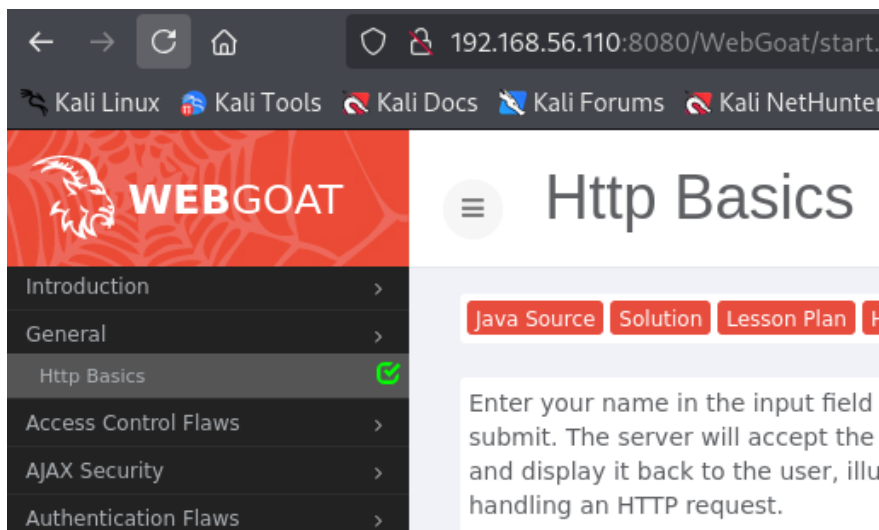 192.168.56.110:8080/WebGoat/start.
Kali Linux Kali Tools Kali Docs Kali Forums Kali NetHunter
WEBGOAT
Http Basics
Introduction
General
Http Basics
Access Control Flaws
AJAX Security
Authentication Flaws
Java Source Solution Lesson Plan H
Enter your name in the input field
submit. The server will accept the
and display it back to the user, illu
handling an HTTP request.